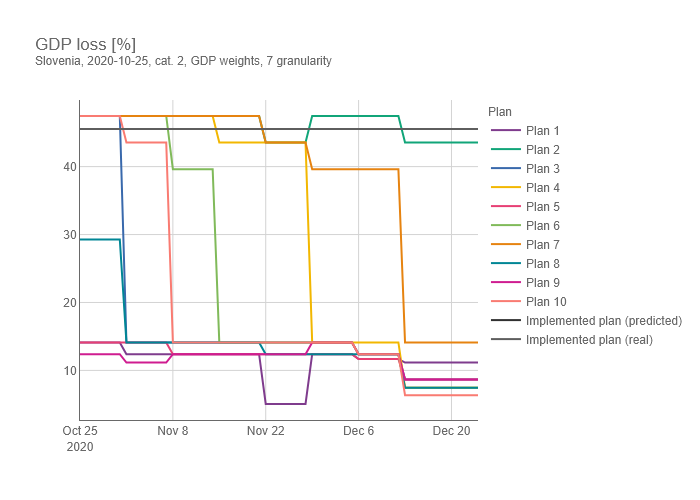 GDP loss [%]
Slovenia, 2020-10-25, cat. 2, GDP weights, 7 granularity
Plan
Plan 1
Plan 2
Plan 3
Plan 4
Plan 5
Plan 6
Plan 7
Plan 8
Plan 9
Plan 10
Implemented plan (predicted)
Implemented plan (real)
40
30
20
10
Oct 25
2020
Nov 8
Nov 22
Dec 6
Dec 20